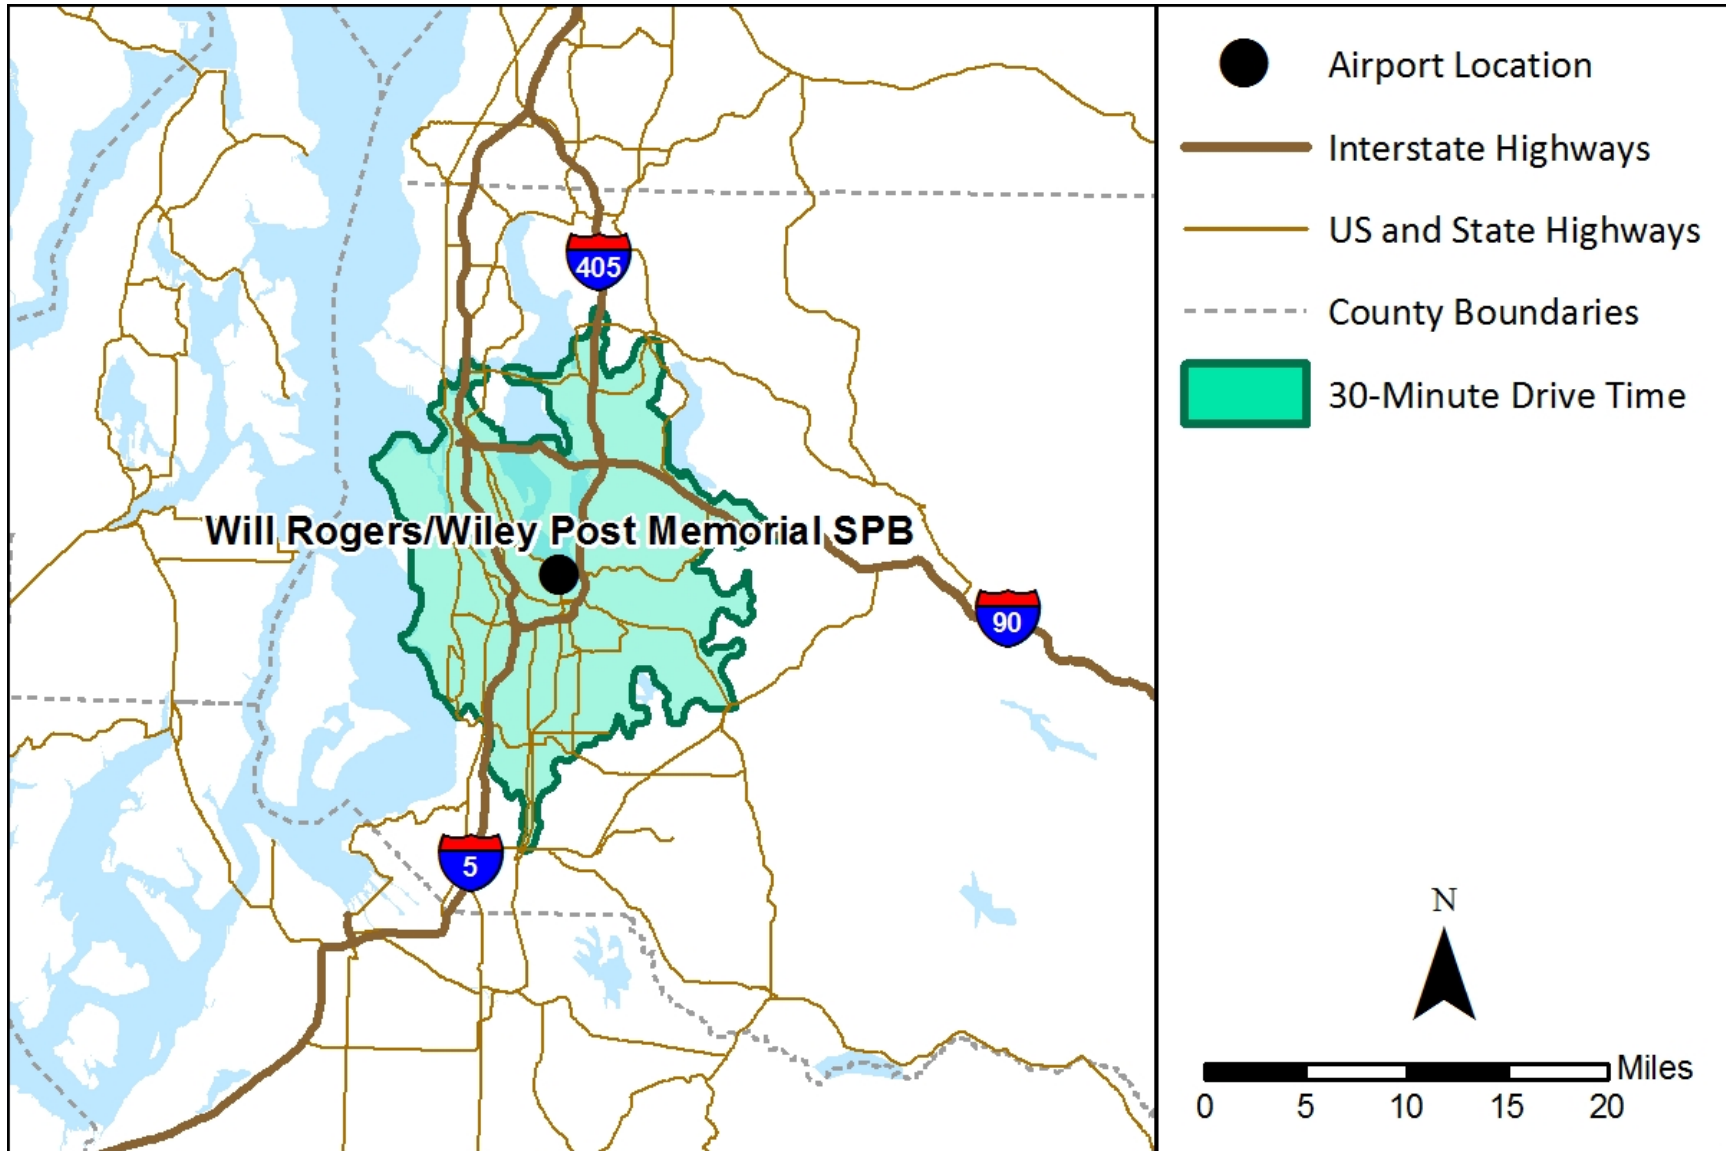 405
Will Rogers/Wiley Post Memorial SPB
90
5
Airport Location
Interstate Highways
US and State Highways
County Boundaries
30-Minute Drive Time
N
Miles
0 5 10 15 20